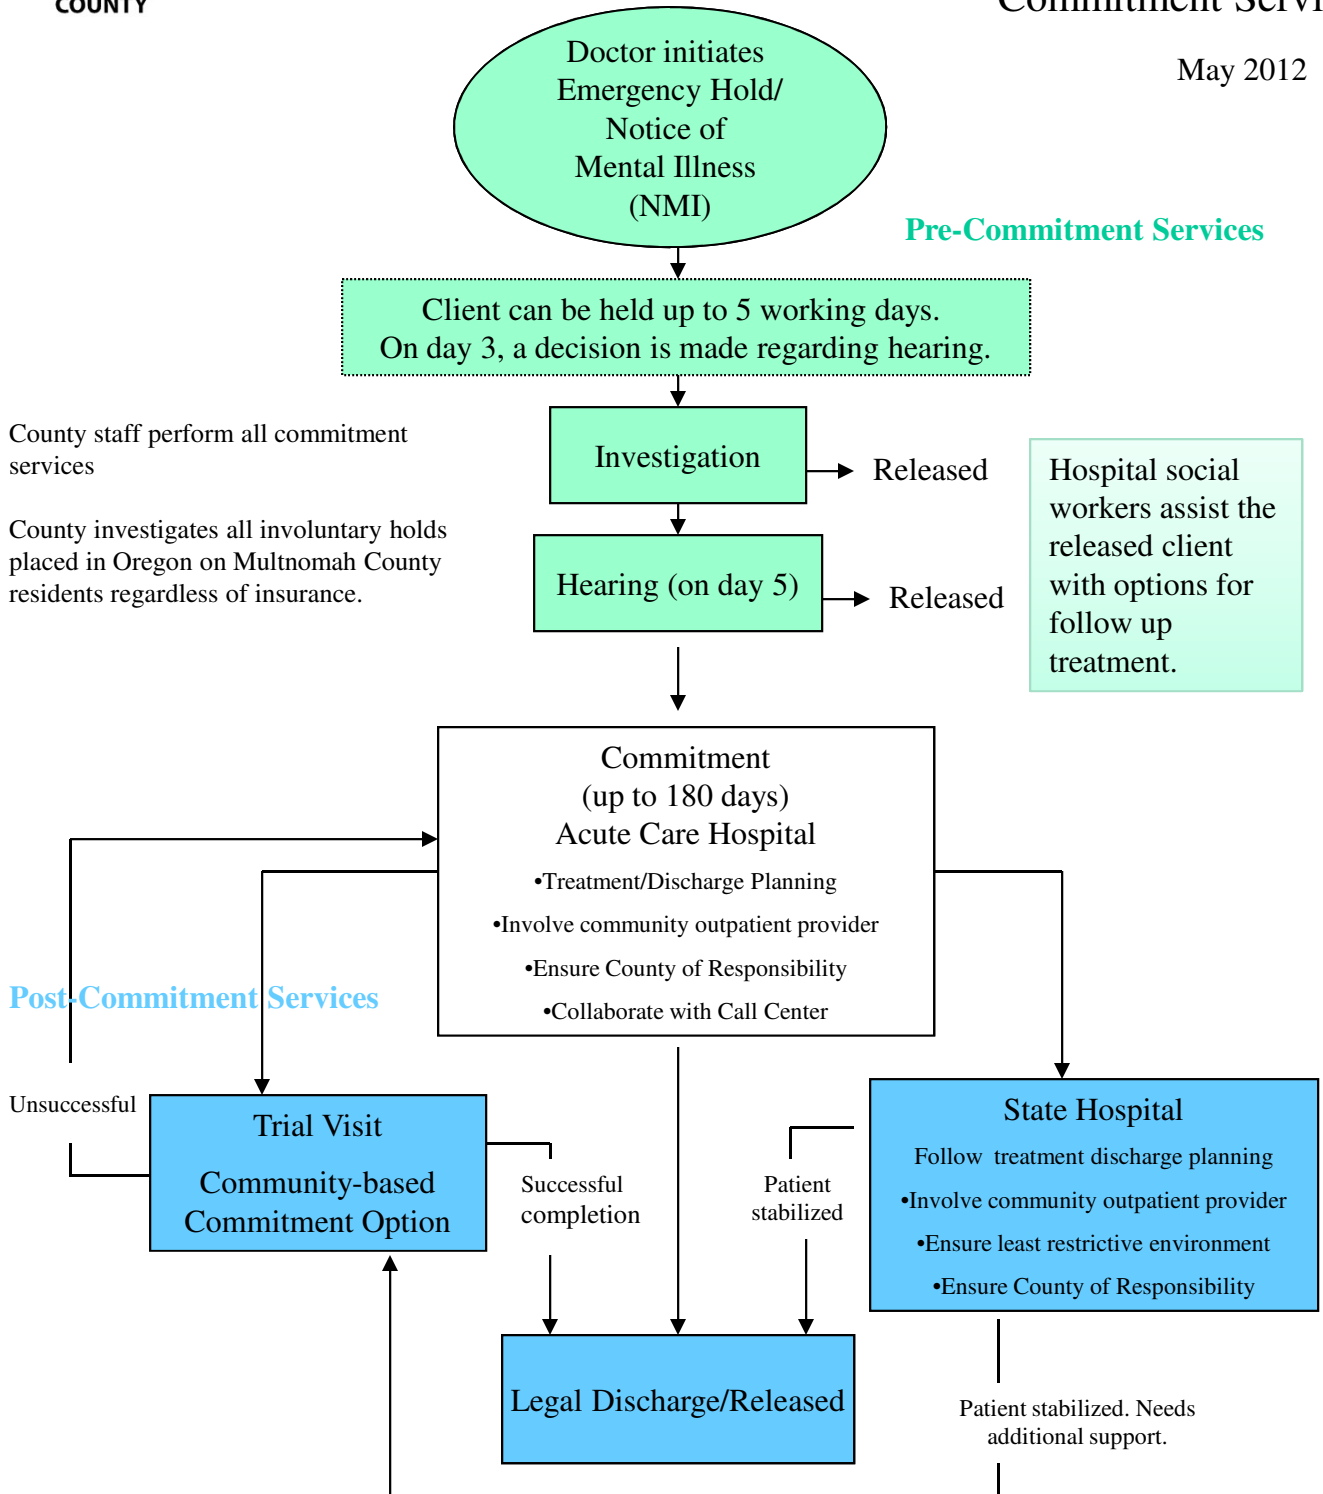 COUNTY
Commitment Servi
May 2012
Doctor initiates
Emergency Hold/
Notice of
Mental Illness
(NMI)
Pre-Commitment Services
Client can be held up to 5 working days.
On day 3, a decision is made regarding hearing.
County staff perform all commitment
services
County investigates all involuntary holds
placed in Oregon on Multnomah County
residents regardless of insurance.
Investigation
Released
Hearing (on day 5)
Released
Hospital social
workers assist the
released client
with options for
follow up
treatment.
Commitment
(up to 180 days)
Acute Care Hospital
•Treatment/Discharge Planning
•Involve community outpatient provider
•Ensure County of Responsibility
•Collaborate with Call Center
Post-Commitment Services
Unsuccessful
Trial Visit
Community-based
Commitment Option
Successful
completion
Patient
stabilized
State Hospital
Follow treatment discharge planning
•Involve community outpatient provider
•Ensure least restrictive environment
•Ensure County of Responsibility
Legal Discharge/Released
Patient stabilized. Needs
additional support.